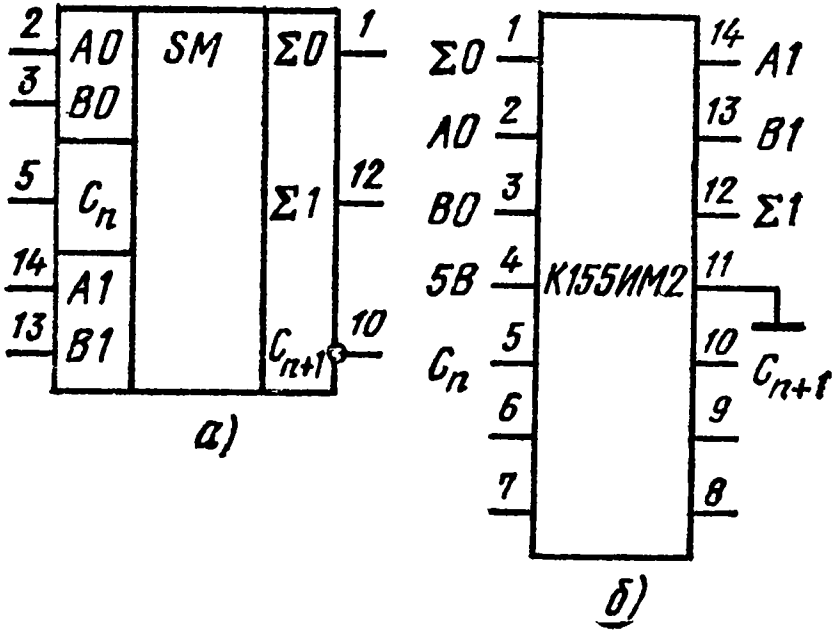 2 A0 SM Σ0 1
3 B0
5 Cn Σ1 12
14 A1
13 B1 Cn+1 10
а)
Σ0 1 14 A1
A0 2 13 B1
B0 3 12 Σ1
5В 4 К155ИМ2 11
Cn 5 10 Cn+1
6 9
7 8
б)